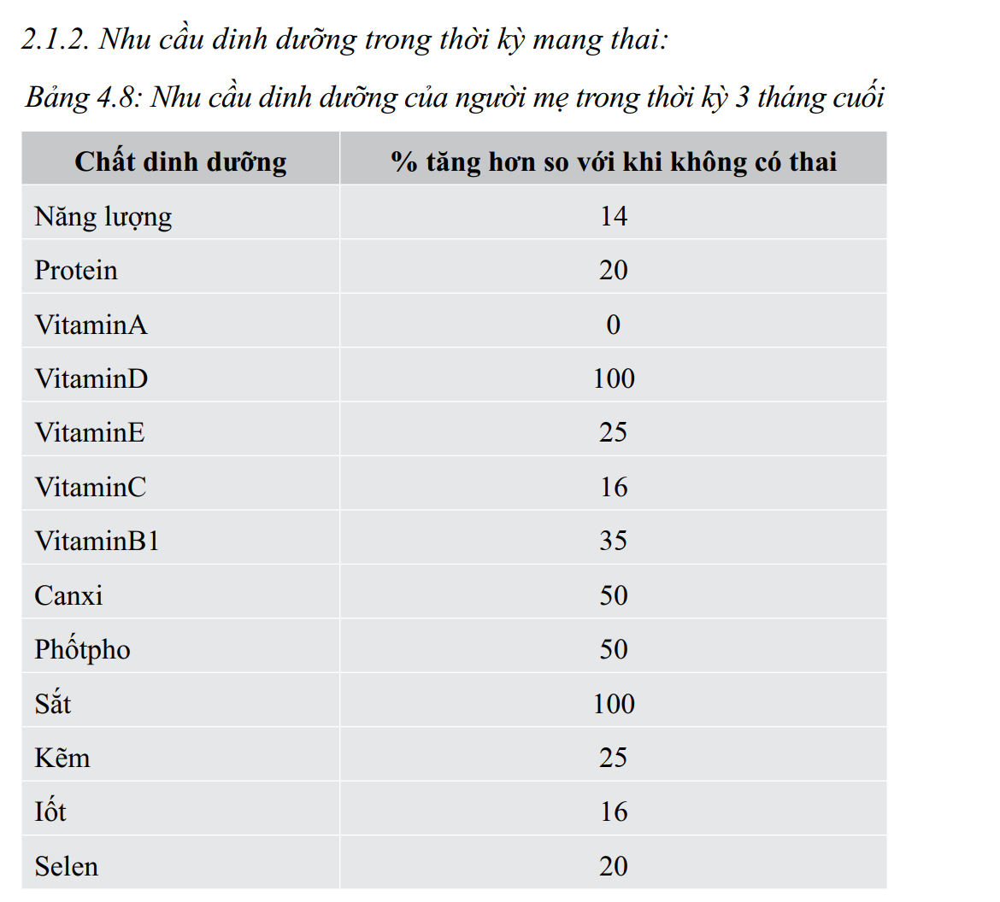 2.1.2. Nhu cầu dinh dưỡng trong thời kỳ mang thai:
Bảng 4.8: Nhu cầu dinh dưỡng của người mẹ trong thời kỳ 3 tháng cuối
Chất dinh dưỡng % tăng hơn so với khi không có thai
Năng lượng 14
Protein 20
VitaminA 0
VitaminD 100
VitaminE 25
VitaminC 16
VitaminB1 35
Canxi 50
Phốtpho 50
Sắt 100
Kẽm 25
Iốt 16
Selen 20